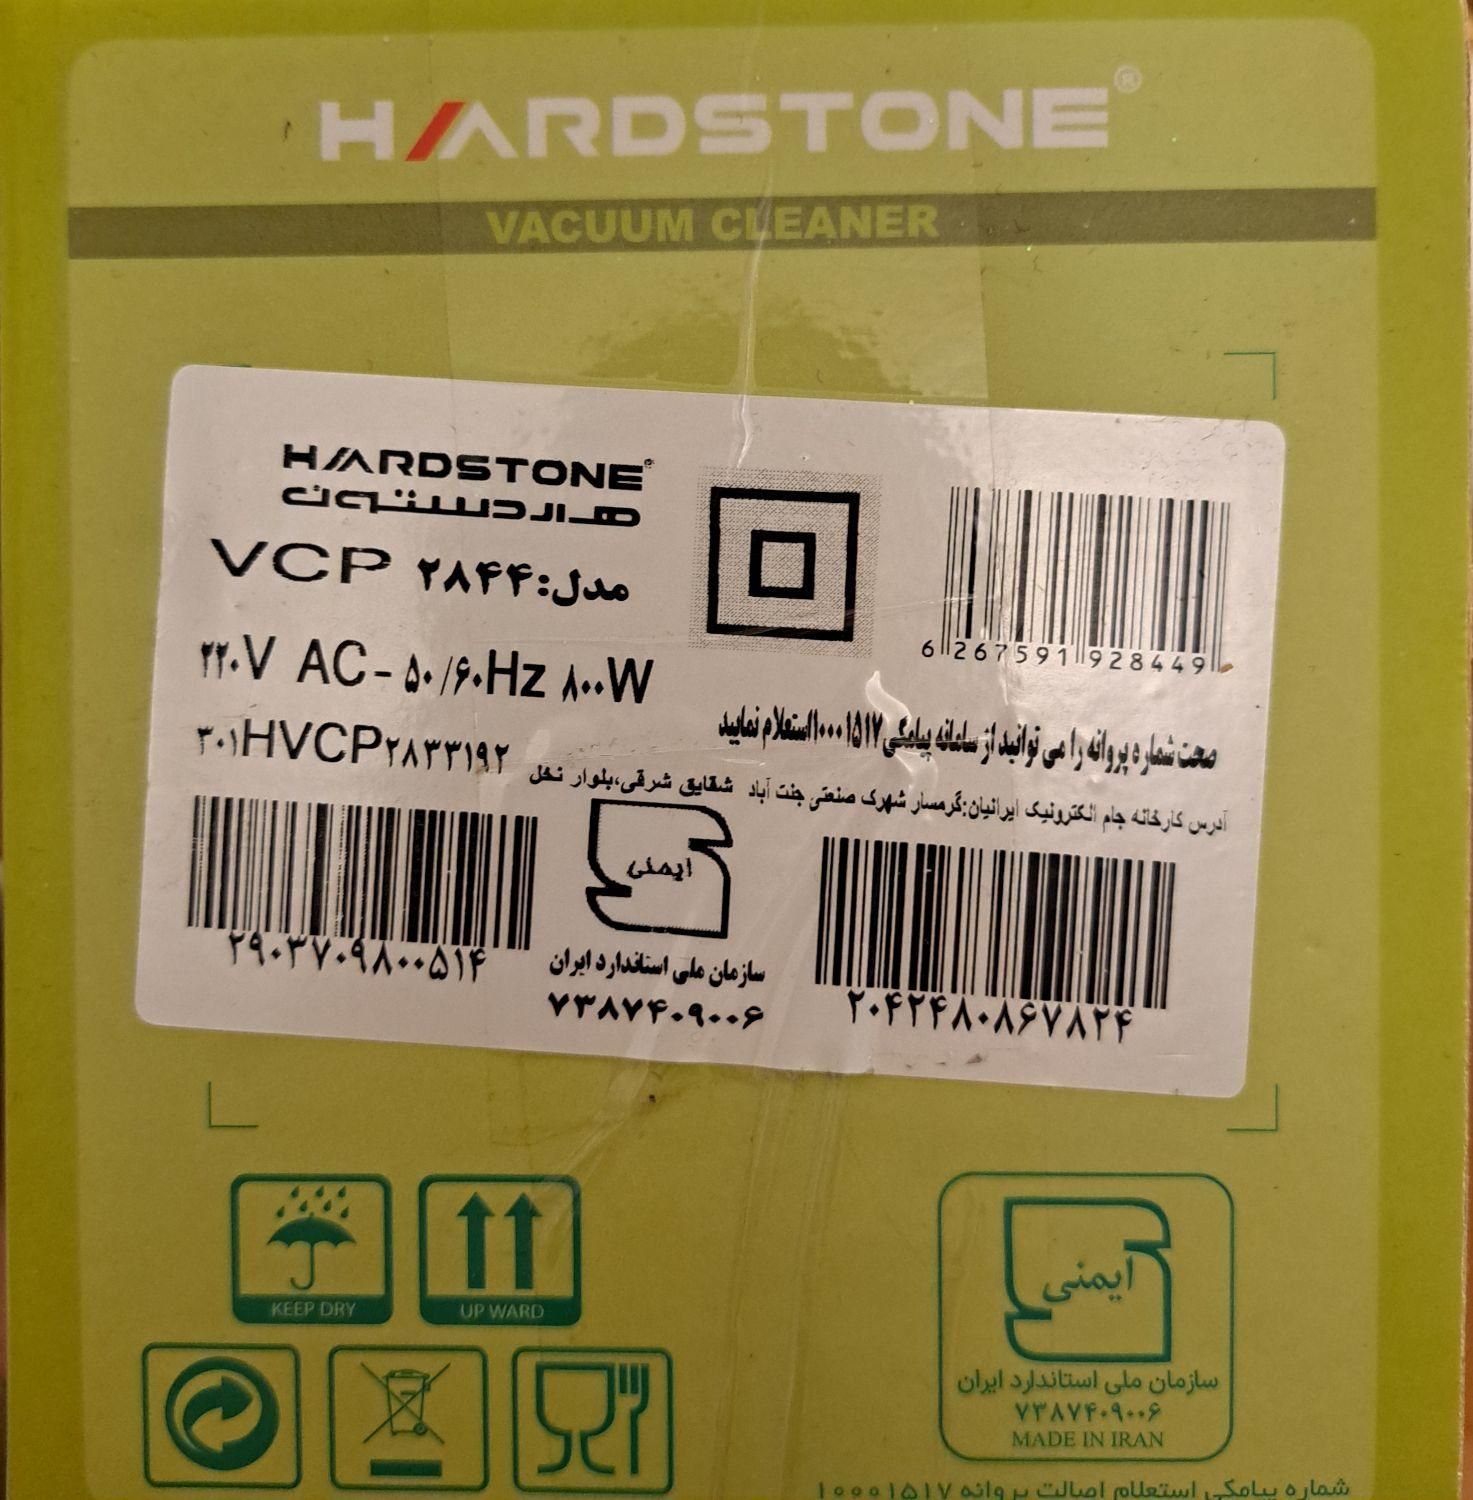 HARDSTONE®
VACUUM CLEANER
HARDSTONE®
هاردستون
مدل: ۲۸۴۴ VCP
۲۲۰V AC - ۵۰/۶۰Hz ۸۰۰W
۳۰۱HVCP۲۸۳۳۱۹۲
6 267591 928449
صحت شماره پروانه را می توانید از سامانه پیامکی ۱۰۰۰۱۵۱۷ استعلام نمایید
آدرس کارخانه جام الکترونیک ایرانیان: گرمسار شهرک صنعتی جنت آباد شقایق شرقی، بلوار نخل
۲۹۰۳۷۰۹۸۰۰۵۱۴
ایمنی
سازمان ملی استاندارد ایران
۷۳۸۷۴۰۹۰۰۶
۲۰۴۲۴۸۰۸۶۷۸۲۴
KEEP DRY
UP WARD
ایمنی
سازمان ملی استاندارد ایران
۷۳۸۷۴۰۹۰۰۶
MADE IN IRAN
شماره پیامکی استعلام اصالت پروانه ۱۰۰۰۱۵۱۷